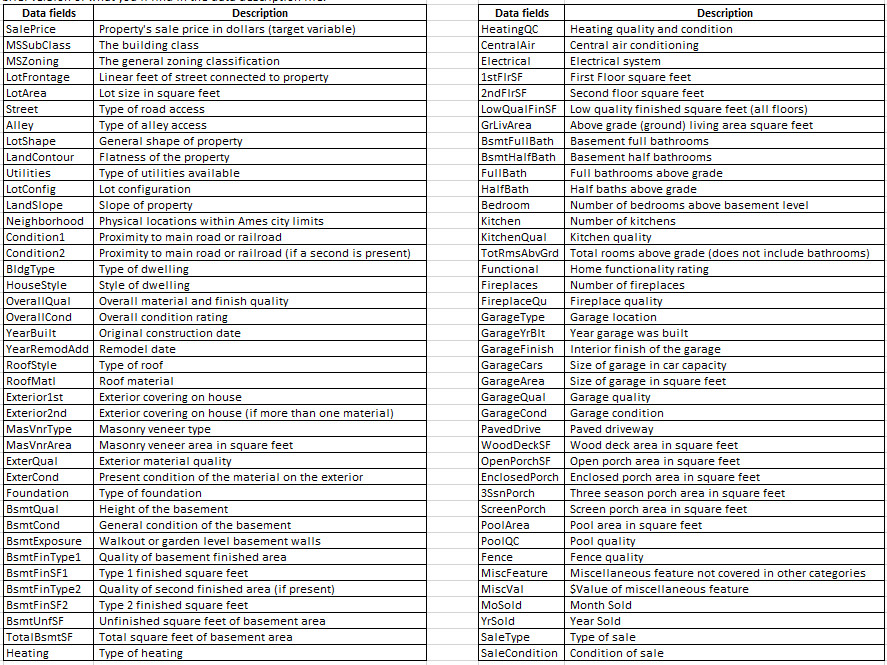 Data fields Description
SalePrice Property's sale price in dollars (target variable)
MSSubClass The building class
MSZoning The general zoning classification
LotFrontage Linear feet of street connected to property
LotArea Lot size in square feet
Street Type of road access
Alley Type of alley access
LotShape General shape of property
LandContour Flatness of the property
Utilities Type of utilities available
LotConfig Lot configuration
LandSlope Slope of property
Neighborhood Physical locations within Ames city limits
Condition1 Proximity to main road or railroad
Condition2 Proximity to main road or railroad (if a second is present)
BldgType Type of dwelling
HouseStyle Style of dwelling
OverallQual Overall material and finish quality
OverallCond Overall condition rating
YearBuilt Original construction date
YearRemodAdd Remodel date
RoofStyle Type of roof
RoofMatl Roof material
Exterior1st Exterior covering on house
Exterior2nd Exterior covering on house (if more than one material)
MasVnrType Masonry veneer type
MasVnrArea Masonry veneer area in square feet
ExterQual Exterior material quality
ExterCond Present condition of the material on the exterior
Foundation Type of foundation
BsmtQual Height of the basement
BsmtCond General condition of the basement
BsmtExposure Walkout or garden level basement walls
BsmtFinType1 Quality of basement finished area
BsmtFinSF1 Type 1 finished square feet
BsmtFinType2 Quality of second finished area (if present)
BsmtFinSF2 Type 2 finished square feet
BsmtUnfSF Unfinished square feet of basement area
TotalBsmtSF Total square feet of basement area
Heating Type of heating
Data fields Description
HeatingQC Heating quality and condition
CentralAir Central air conditioning
Electrical Electrical system
1stFlrSF First Floor square feet
2ndFlrSF Second floor square feet
LowQualFinSF Low quality finished square feet (all floors)
GrLivArea Above grade (ground) living area square feet
BsmtFullBath Basement full bathrooms
BsmtHalfBath Basement half bathrooms
FullBath Full bathrooms above grade
HalfBath Half baths above grade
Bedroom Number of bedrooms above basement level
Kitchen Number of kitchens
KitchenQual Kitchen quality
TotRmsAbvGrd Total rooms above grade (does not include bathrooms)
Functional Home functionality rating
Fireplaces Number of fireplaces
FireplaceQu Fireplace quality
GarageType Garage location
GarageYrBlt Year garage was built
GarageFinish Interior finish of the garage
GarageCars Size of garage in car capacity
GarageArea Size of garage in square feet
GarageQual Garage quality
GarageCond Garage condition
PavedDrive Paved driveway
WoodDeckSF Wood deck area in square feet
OpenPorchSF Open porch area in square feet
EnclosedPorch Enclosed porch area in square feet
3SsnPorch Three season porch area in square feet
ScreenPorch Screen porch area in square feet
PoolArea Pool area in square feet
PoolQC Pool quality
Fence Fence quality
MiscFeature Miscellaneous feature not covered in other categories
MiscVal $Value of miscellaneous feature
MoSold Month Sold
YrSold Year Sold
SaleType Type of sale
SaleCondition Condition of sale